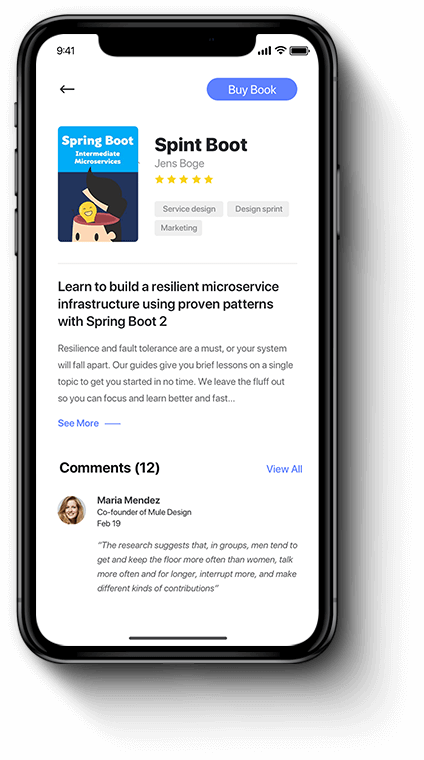 9:41
Buy Book
Spring Boot
Intermediate
Microservices
Spint Boot
Jens Boge
Service design
Design sprint
Marketing
Learn to build a resilient microservice
infrastructure using proven patterns
with Spring Boot 2
Resilience and fault tolerance are a must, or your system
will fall apart. Our guides give you brief lessons on a single
topic to get you started in no time. We leave the fluff out
so you can focus and learn better and fast...
See More
Comments (12)
View All
Maria Mendez
Co-founder of Mule Design
Feb 19
“The research suggests that, in groups, men tend to
get and keep the floor more often than women, talk
more often and for longer, interrupt more, and make
different kinds of contributions”